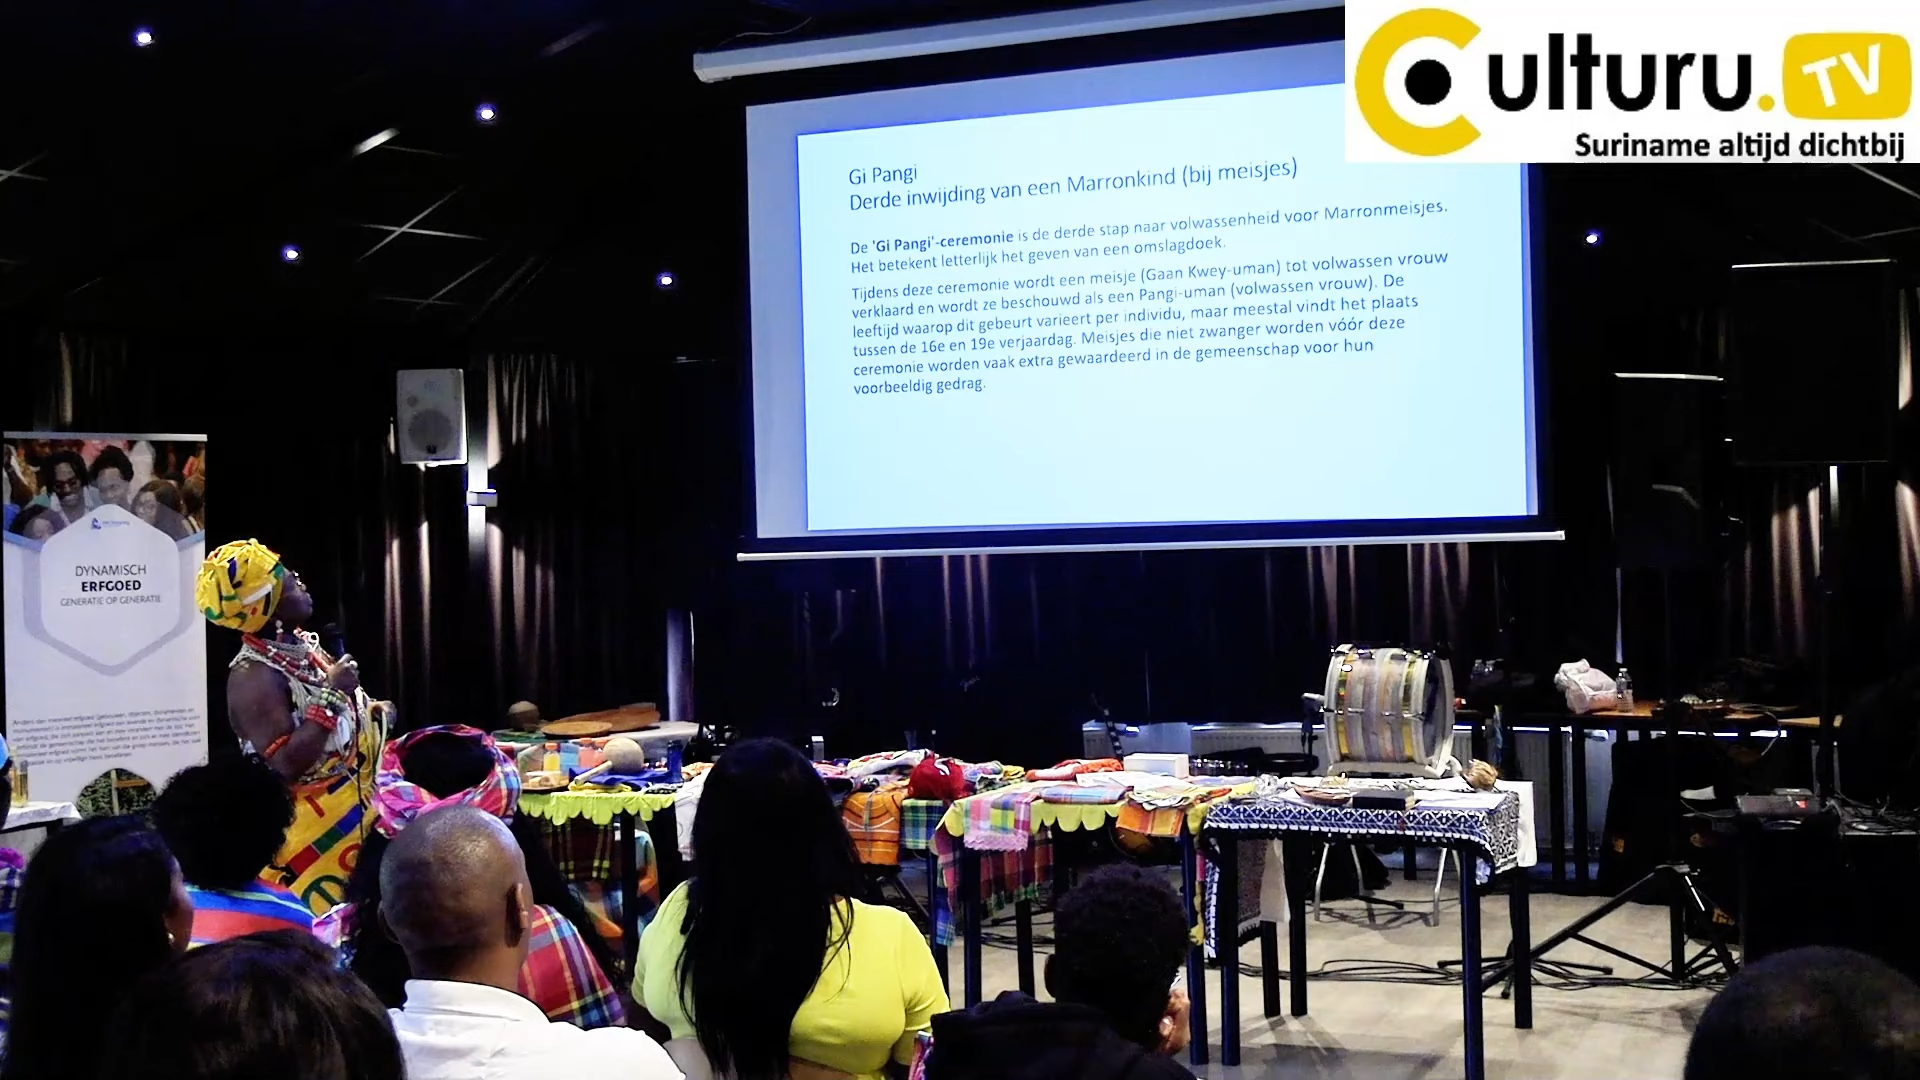 Culturu.TV
Suriname altijd dichtbij
Gi Pangi
Derde inwijding van een Marronkind (bij meisjes)
De 'Gi Pangi'-ceremonie is de derde stap naar volwassenheid voor Marronmeisjes.
Het betekent letterlijk het geven van een omslagdoek.
Tijdens deze ceremonie wordt een meisje (Gaan Kwey-uman) tot volwassen vrouw
verklaard en wordt ze beschouwd als een Pangi-uman (volwassen vrouw). De
leeftijd waarop dit gebeurt varieert per individu, maar meestal vindt het plaats
tussen de 16e en 19e verjaardag. Meisjes die niet zwanger worden vóór deze
ceremonie worden vaak extra gewaardeerd in de gemeenschap voor hun
voorbeeldig gedrag.
DYNAMISCH
ERFGOED
GENERATIE OP GENERATIE